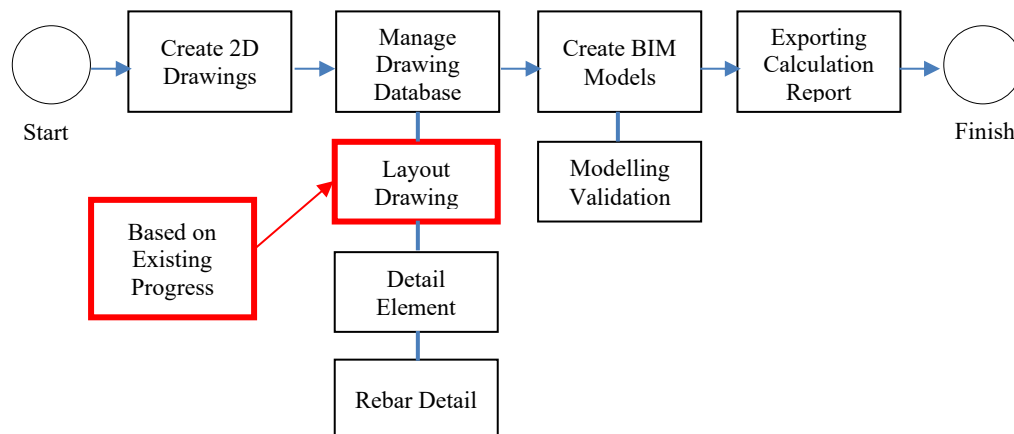 Create 2D
Drawings
Manage
Drawing
Database
Create BIM
Models
Exporting
Calculation
Report
Start
Finish
Layout
Drawing
Modelling
Validation
Based on
Existing
Progress
Detail
Element
Rebar Detail